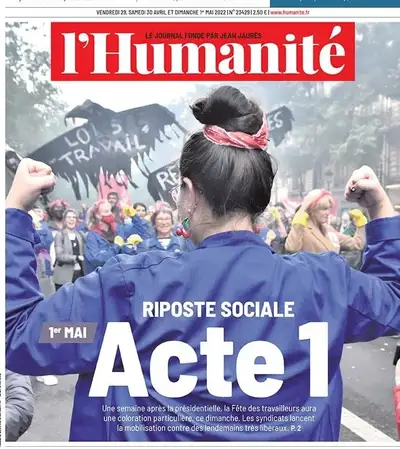 VENDREDI 29, SAMEDI 30 AVRIL ET DIMANCHE 1er MAI 2022 | N° 23429 | 2,50 € | www.humanite.fr
LE JOURNAL FONDÉ PAR JEAN JAURÈS
l'Humanité
LOI
TRAVAIL
RIPOSTE SOCIALE
1er MAI
Acte 1
Une semaine après la présidentielle, la Fête des travailleurs aura
une coloration particulière, ce dimanche. Les syndicats lancent
la mobilisation contre des lendemains très libéraux. P. 2